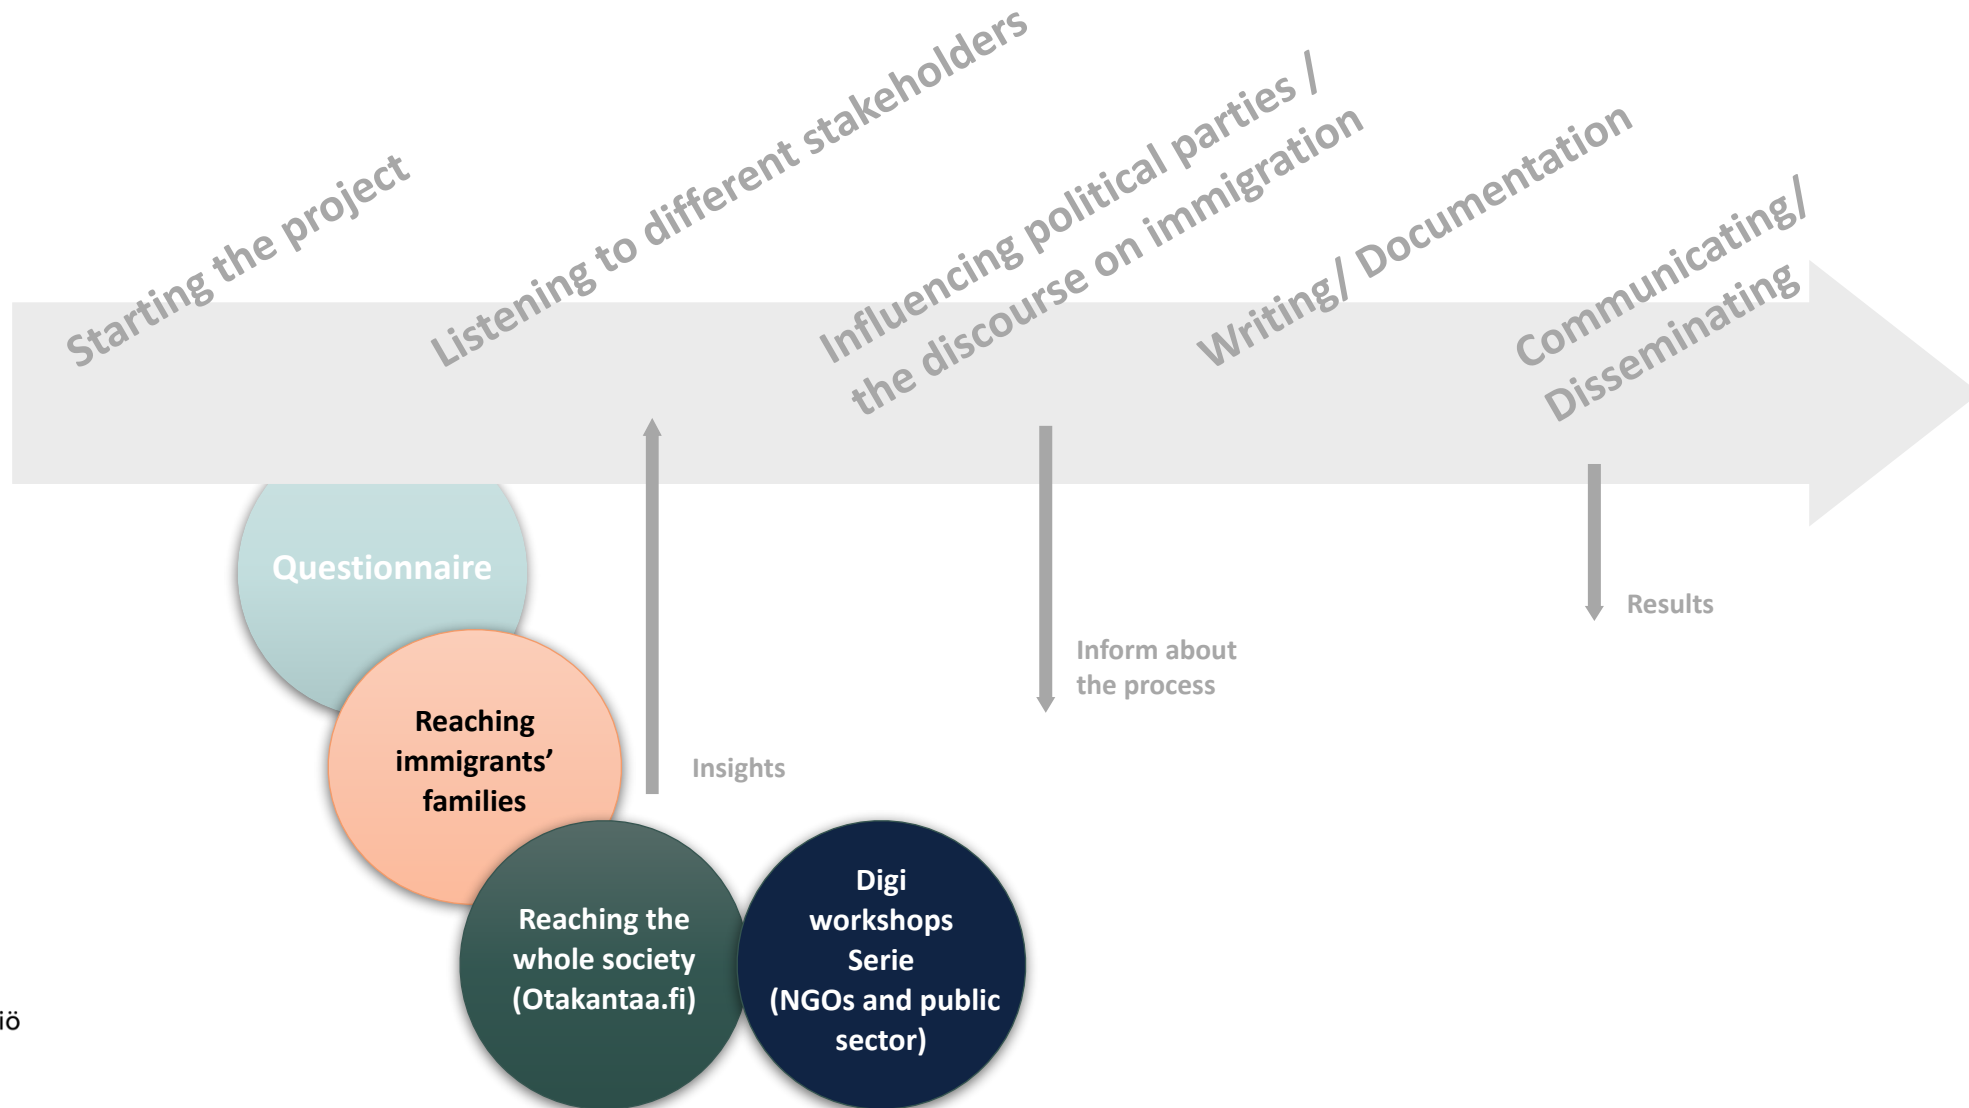 Starting the project
Listening to different stakeholders
Influencing political parties /
the discourse on immigration
Writing/ Documentation
Communicating/
Disseminating
Questionnaire
Reaching
immigrants’
families
Insights
Inform about
the process
Results
Reaching the
whole society
(Otakantaa.fi)
Digi
workshops
Serie
(NGOs and public
sector)
iö